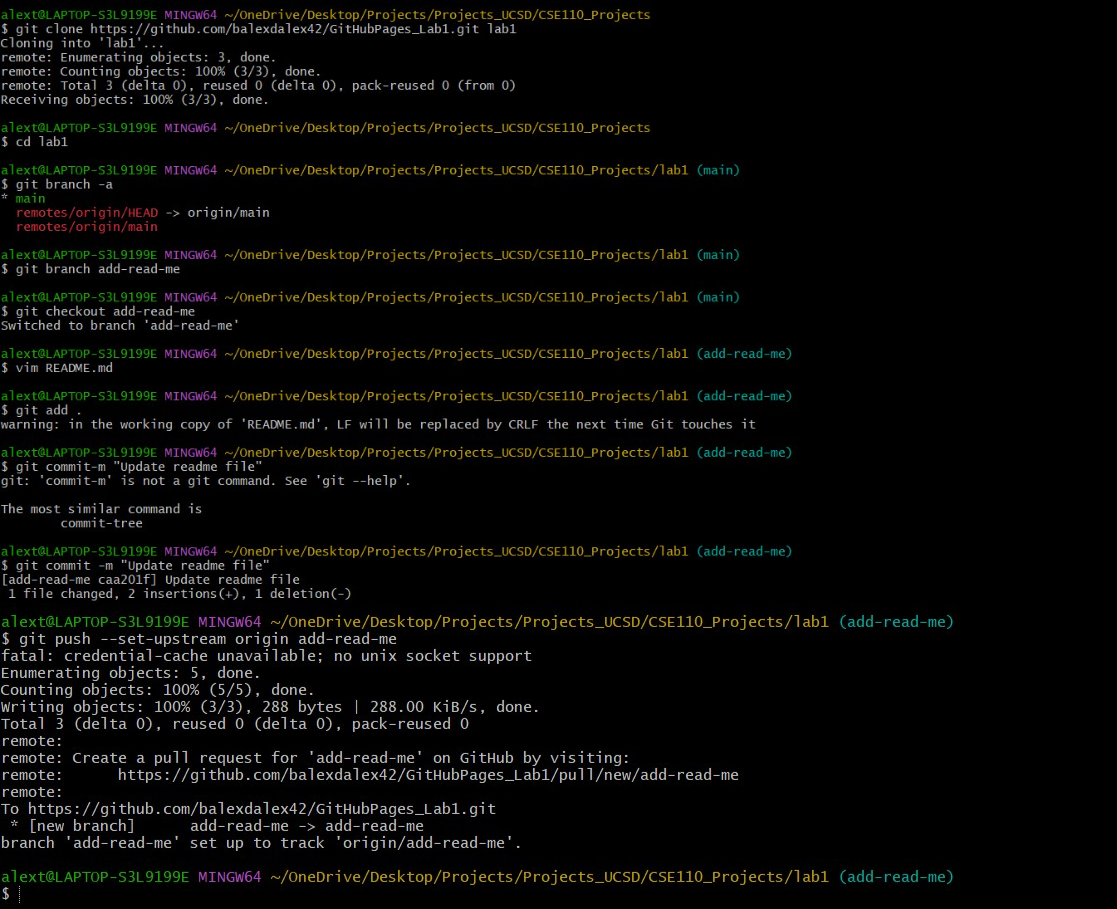 alext@LAPTOP-S3L9199E MINGW64 ~/OneDrive/Desktop/Projects/Projects_UCSD/CSE110_Projects
$ git clone https://github.com/balexdalex42/GitHubPages_Lab1.git lab1
Cloning into 'lab1'...
remote: Enumerating objects: 3, done.
remote: Counting objects: 100% (3/3), done.
remote: Total 3 (delta 0), reused 0 (delta 0), pack-reused 0 (from 0)
Receiving objects: 100% (3/3), done.
alext@LAPTOP-S3L9199E MINGW64 ~/OneDrive/Desktop/Projects/Projects_UCSD/CSE110_Projects
$ cd lab1
alext@LAPTOP-S3L9199E MINGW64 ~/OneDrive/Desktop/Projects/Projects_UCSD/CSE110_Projects/lab1 (main)
$ git branch -a
* main
  remotes/origin/HEAD -> origin/main
  remotes/origin/main
alext@LAPTOP-S3L9199E MINGW64 ~/OneDrive/Desktop/Projects/Projects_UCSD/CSE110_Projects/lab1 (main)
$ git branch add-read-me
alext@LAPTOP-S3L9199E MINGW64 ~/OneDrive/Desktop/Projects/Projects_UCSD/CSE110_Projects/lab1 (main)
$ git checkout add-read-me
Switched to branch 'add-read-me'
alext@LAPTOP-S3L9199E MINGW64 ~/OneDrive/Desktop/Projects/Projects_UCSD/CSE110_Projects/lab1 (add-read-me)
$ vim README.md
alext@LAPTOP-S3L9199E MINGW64 ~/OneDrive/Desktop/Projects/Projects_UCSD/CSE110_Projects/lab1 (add-read-me)
$ git add .
warning: in the working copy of 'README.md', LF will be replaced by CRLF the next time Git touches it
alext@LAPTOP-S3L9199E MINGW64 ~/OneDrive/Desktop/Projects/Projects_UCSD/CSE110_Projects/lab1 (add-read-me)
$ git commit-m "Update readme file"
git: 'commit-m' is not a git command. See 'git --help'.
The most similar command is
        commit-tree
alext@LAPTOP-S3L9199E MINGW64 ~/OneDrive/Desktop/Projects/Projects_UCSD/CSE110_Projects/lab1 (add-read-me)
$ git commit -m "Update readme file"
[add-read-me caa201f] Update readme file
 1 file changed, 2 insertions(+), 1 deletion(-)
alext@LAPTOP-S3L9199E MINGW64 ~/OneDrive/Desktop/Projects/Projects_UCSD/CSE110_Projects/lab1 (add-read-me)
$ git push --set-upstream origin add-read-me
fatal: credential-cache unavailable; no unix socket support
Enumerating objects: 5, done.
Counting objects: 100% (5/5), done.
Writing objects: 100% (3/3), 288 bytes | 288.00 KiB/s, done.
Total 3 (delta 0), reused 0 (delta 0), pack-reused 0
remote:
remote: Create a pull request for 'add-read-me' on GitHub by visiting:
remote:      https://github.com/balexdalex42/GitHubPages_Lab1/pull/new/add-read-me
remote:
To https://github.com/balexdalex42/GitHubPages_Lab1.git
 * [new branch]      add-read-me -> add-read-me
branch 'add-read-me' set up to track 'origin/add-read-me'.
alext@LAPTOP-S3L9199E MINGW64 ~/OneDrive/Desktop/Projects/Projects_UCSD/CSE110_Projects/lab1 (add-read-me)
$